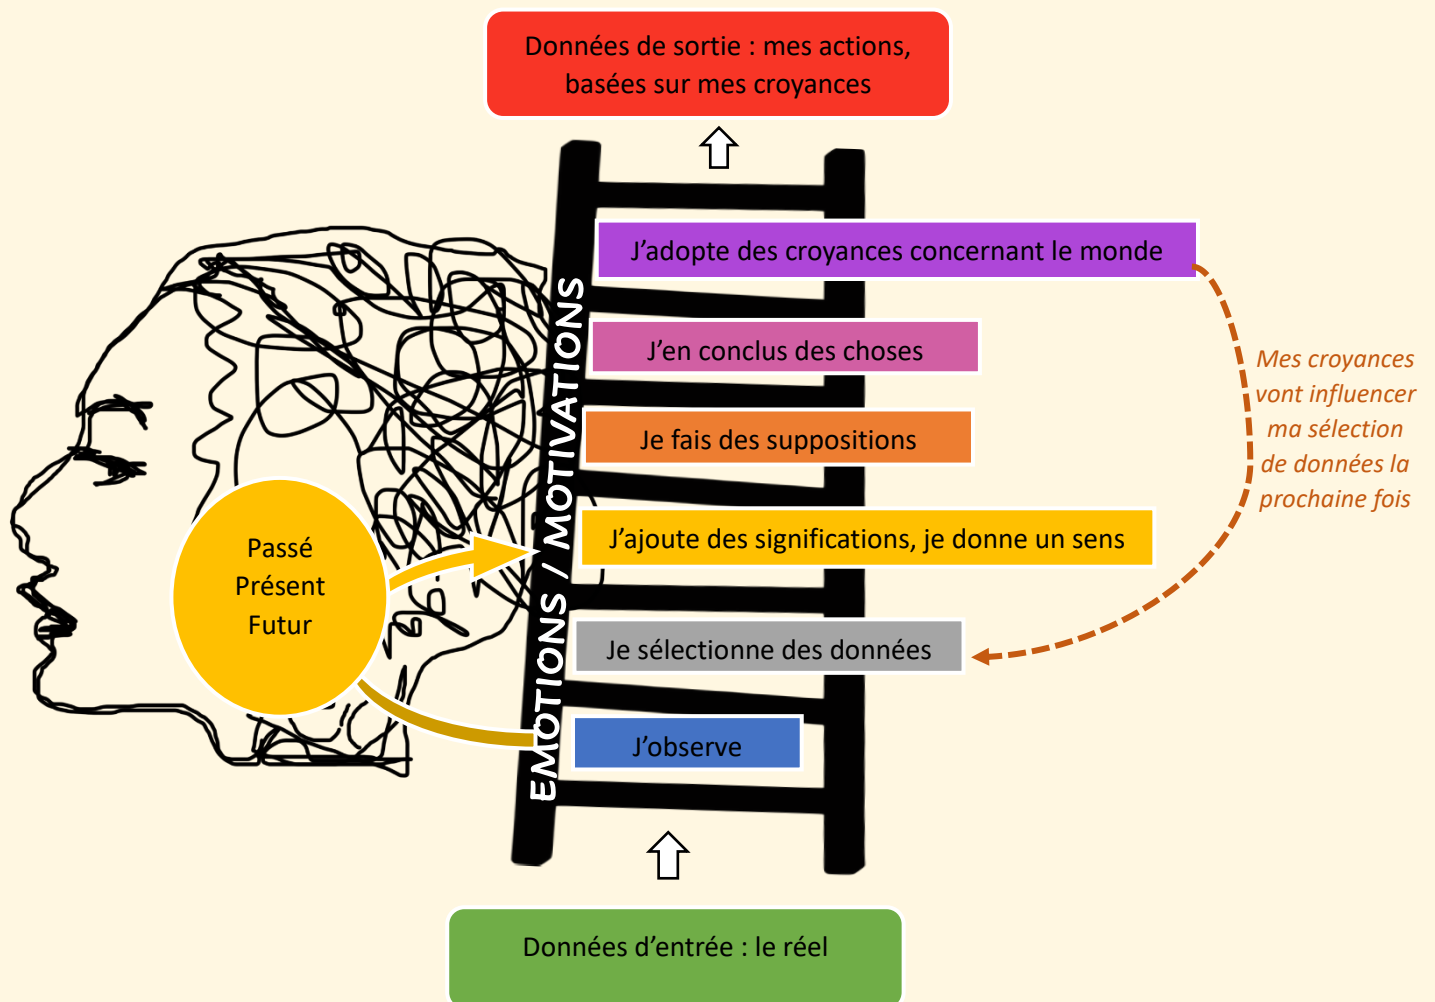 Données de sortie : mes actions,
basées sur mes croyances
J’adopte des croyances concernant le monde
J’en conclus des choses
Mes croyances
vont influencer
ma sélection
de données la
prochaine fois
Je fais des suppositions
EMOTIONS / MOTIVATIONS
J’ajoute des significations, je donne un sens
Passé
Présent
Futur
Je sélectionne des données
J’observe
Données d’entrée : le réel